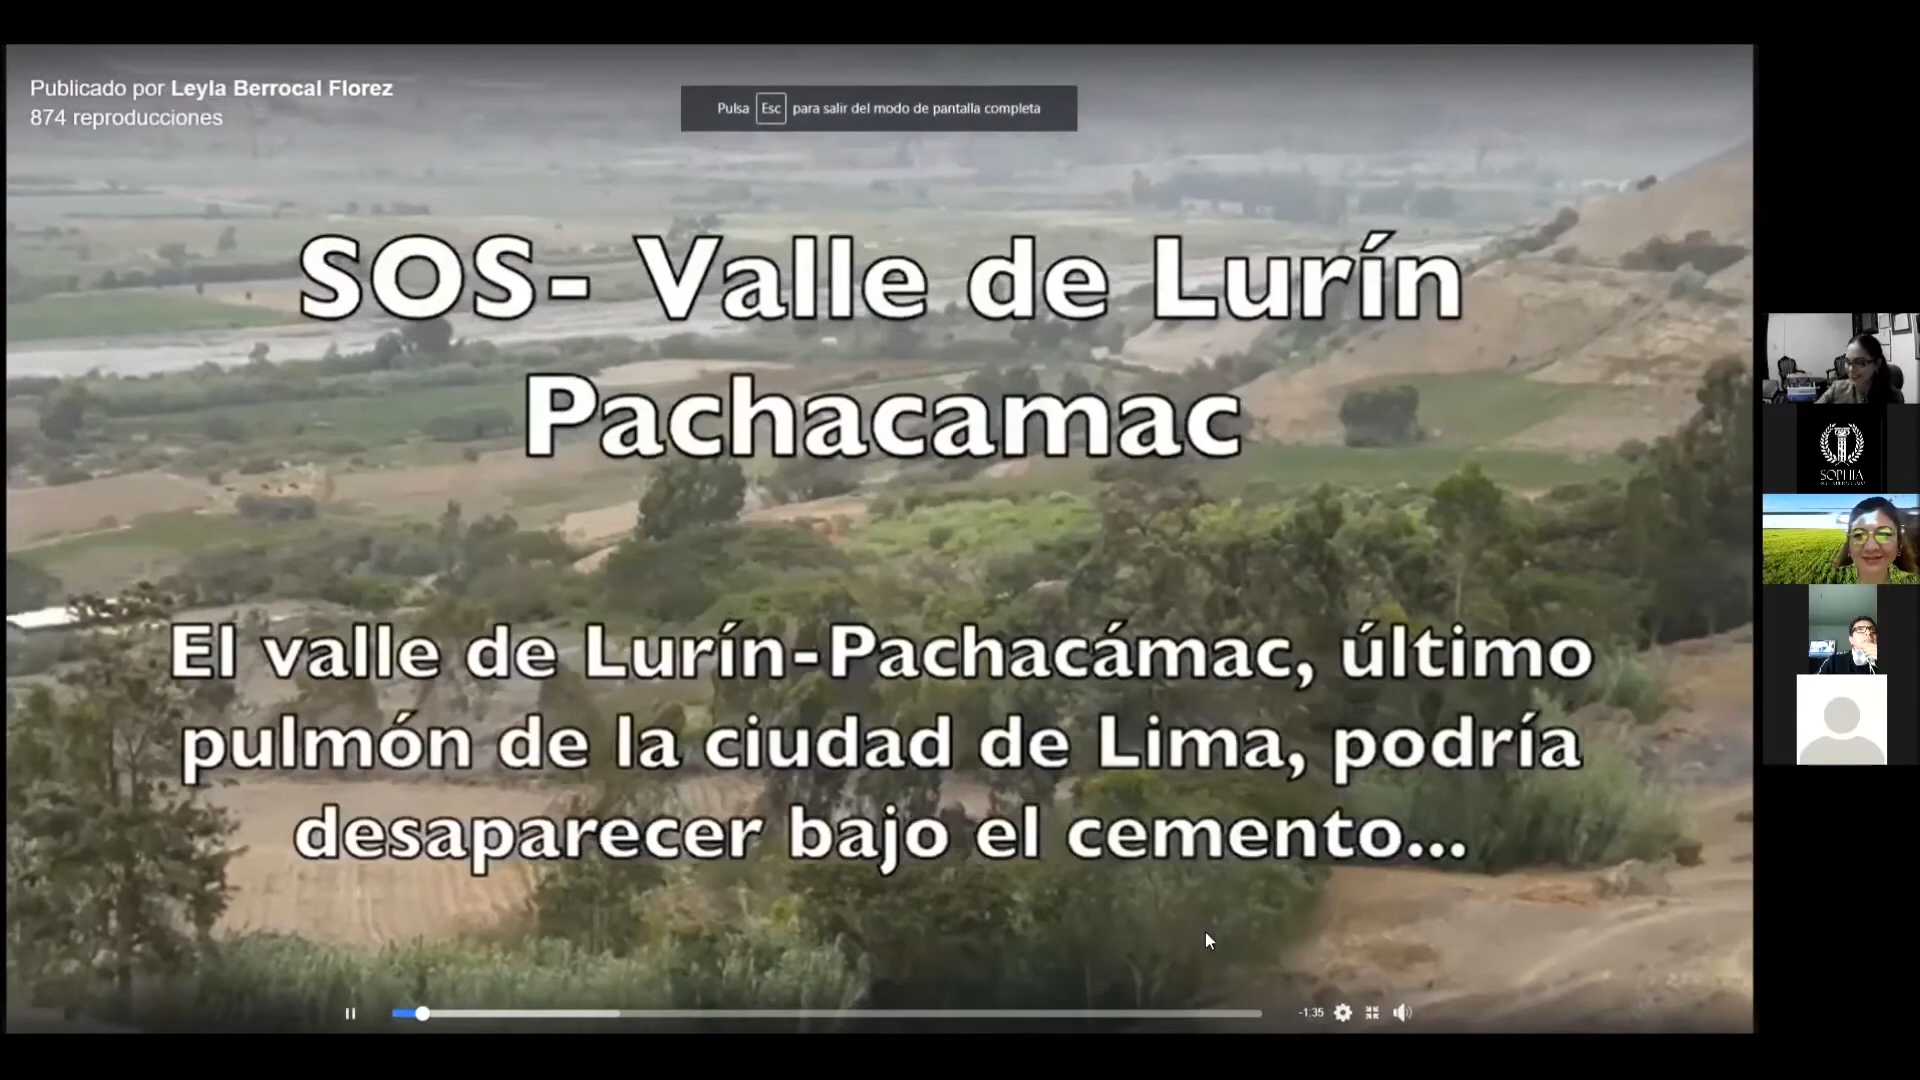 Publicado por Leyla Berrocal Florez
874 reproducciones
Pulsa Esc para salir del modo de pantalla completa
SOS- Valle de Lurín
Pachacamac
El valle de Lurín-Pachacámac, último
pulmón de la ciudad de Lima, podría
desaparecer bajo el cemento...
-1:35
SOPHIA